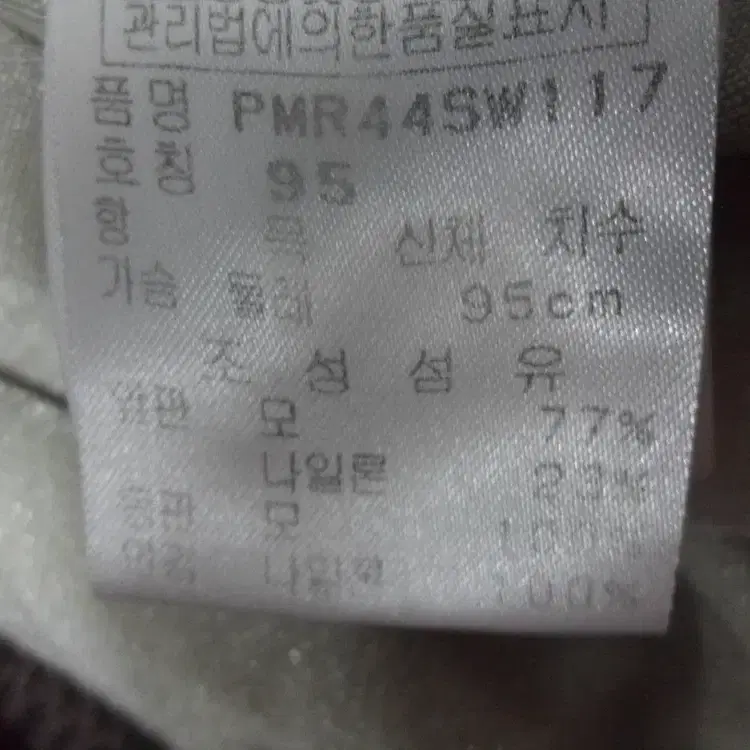 관리법에의한품질표시
품명 PMR44SW117
호칭 95
신체 치수
가슴둘레 95cm
조성섬유
모 77%
나일론 23%
모 100%
나일론 100%